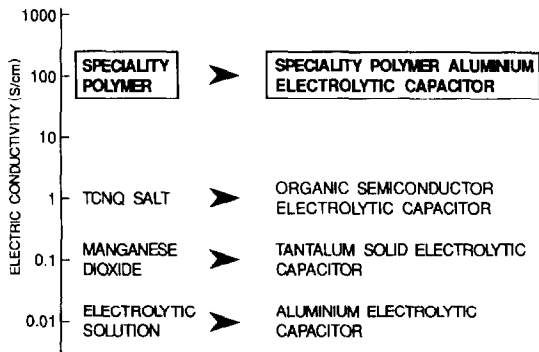 ELECTRIC CONDUCTIVITY (S/cm)
1000
100
10
1
0.1
0.01
SPECIALITY
POLYMER
SPECIALITY POLYMER ALUMINIUM
ELECTROLYTIC CAPACITOR
TCNQ SALT
ORGANIC SEMICONDUCTOR
ELECTROLYTIC CAPACITOR
MANGANESE
DIOXIDE
TANTALUM SOLID ELECTROLYTIC
CAPACITOR
ELECTROLYTIC
SOLUTION
ALUMINIUM ELECTROLYTIC
CAPACITOR